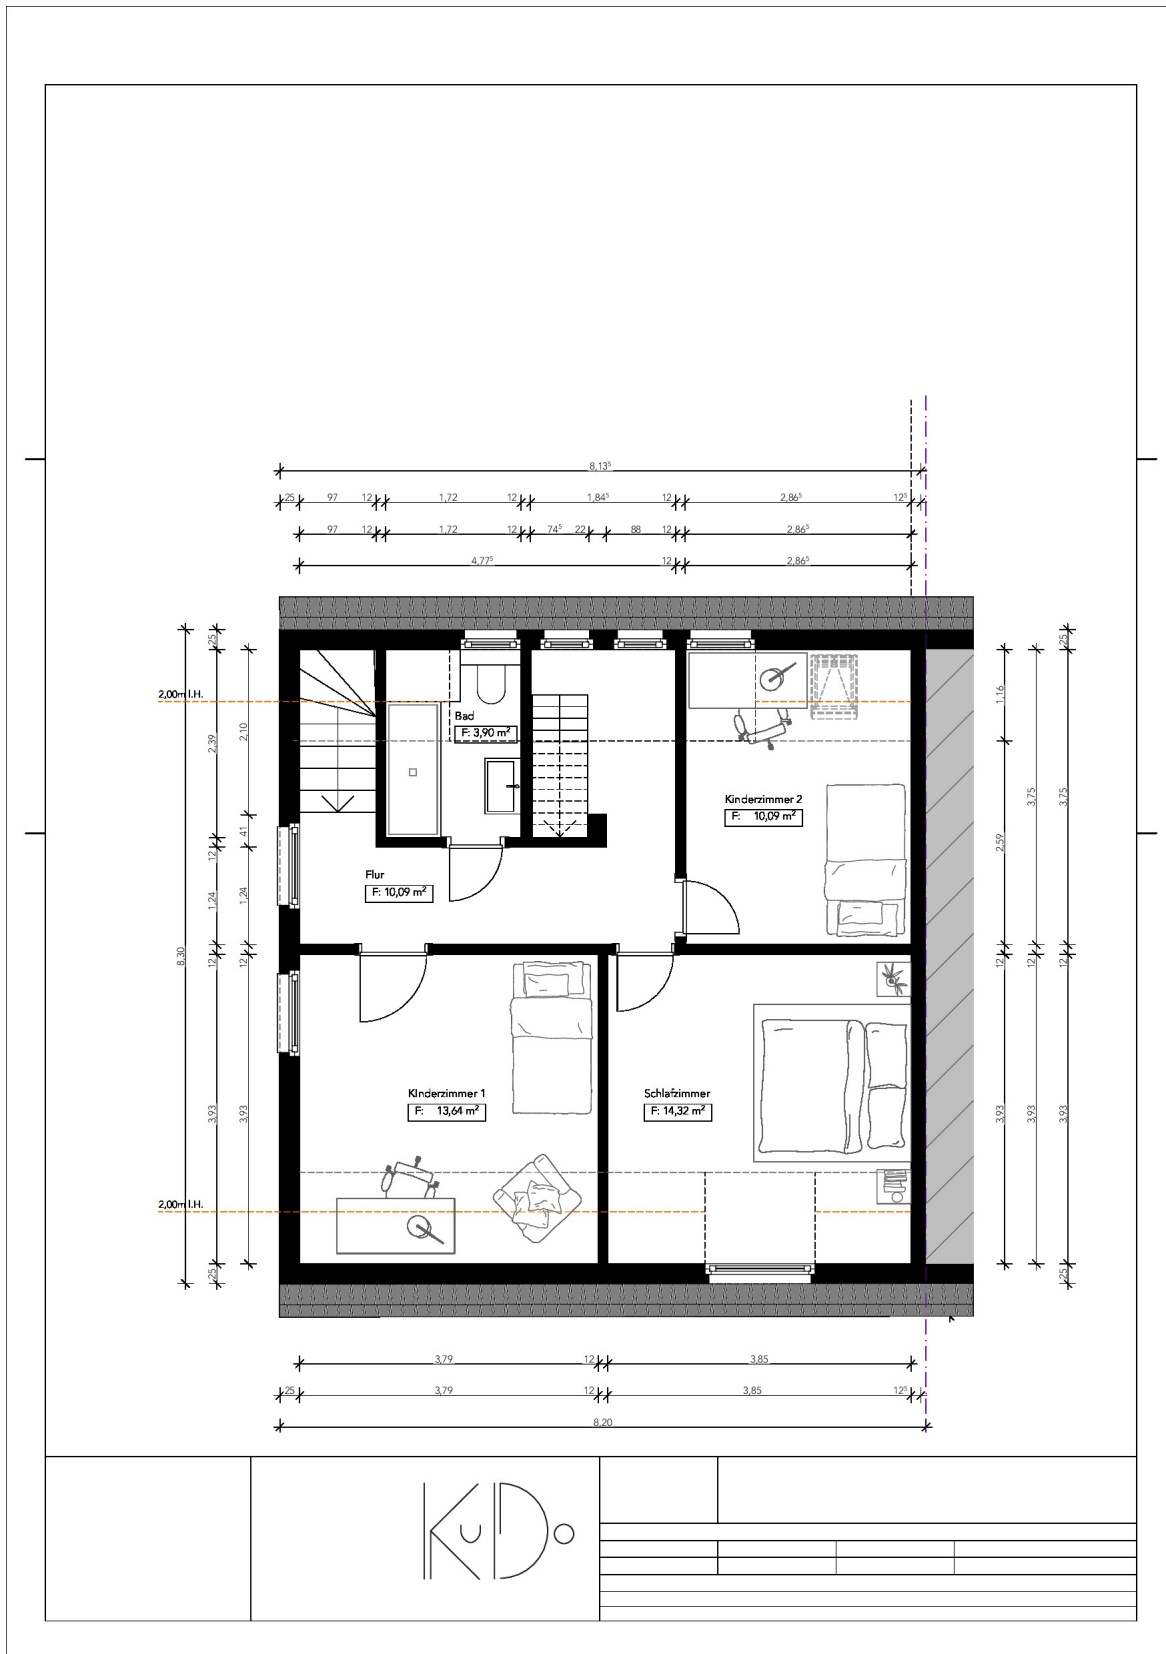 8,13⁵
25 97 12 1,72 12 1,84⁵ 12 2,86⁵ 12⁵
97 12 1,72 12 74⁵ 22 88 12 2,86⁵
4,77⁵ 12 2,86⁵
2,00m l.H.
Bad
F: 3,90 m²
Kinderzimmer 2
F: 10,09 m²
Flur
F: 10,09 m²
Kinderzimmer 1
F: 13,64 m²
Schlafzimmer
F: 14,32 m²
2,00m l.H.
8,30
25 2,39 12 1,24 12 3,93 25
2,10 41 1,24 12 3,93
1,16 2,59 12 3,93
3,75 12 3,93
25 3,75 12 3,93 25
3,79 12 3,85
25 3,79 12 3,85 12⁵
8,20
KuDo